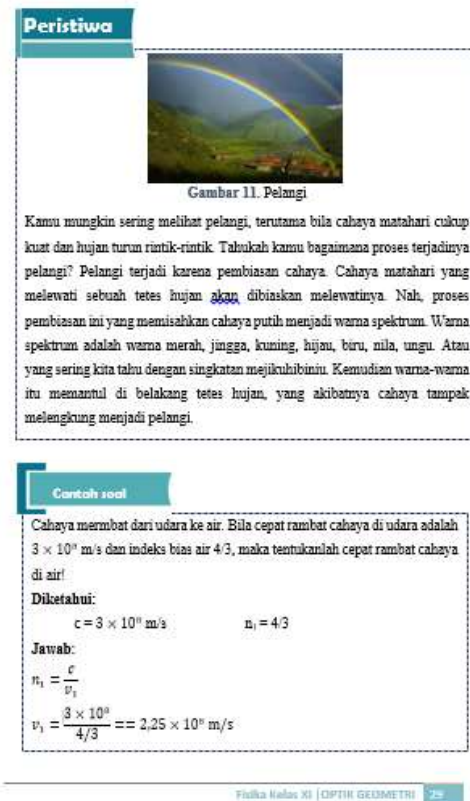 Peristiwa
Gambar 11. Pelangi
Kamu mungkin sering melihat pelangi, terutama bila cahaya matahari cukup
kuat dan hujan turun rintik-rintik. Tahukah kamu bagaimana proses terjadinya
pelangi? Pelangi terjadi karena pembiasan cahaya. Cahaya matahari yang
melewati sebuah tetes hujan akan dibiaskan melewatinya. Nah, proses
pembiasan ini yang memisahkan cahaya putih menjadi warna spektrum. Warna
spektrum adalah warna merah, jingga, kuning, hijau, biru, nila, ungu. Atau
yang sering kita tahu dengan singkatan mejikuhibiniu. Kemudian warna-warna
itu memantul di belakang tetes hujan, yang akibatnya cahaya tampak
melengkung menjadi pelangi.
Contoh soal
Cahaya mermbat dari udara ke air. Bila cepat rambat cahaya di udara adalah
3 × 10⁸ m/s dan indeks bias air 4/3, maka tentukanlah cepat rambat cahaya
di air!
Diketahui:
c = 3 × 10⁸ m/s n₁ = 4/3
Jawab:
n₁ = c/v₁
v₁ = (3 × 10⁸)/(4/3) == 2,25 × 10⁸ m/s
Fisika Kelas XI | OPTIK GEOMETRI 29